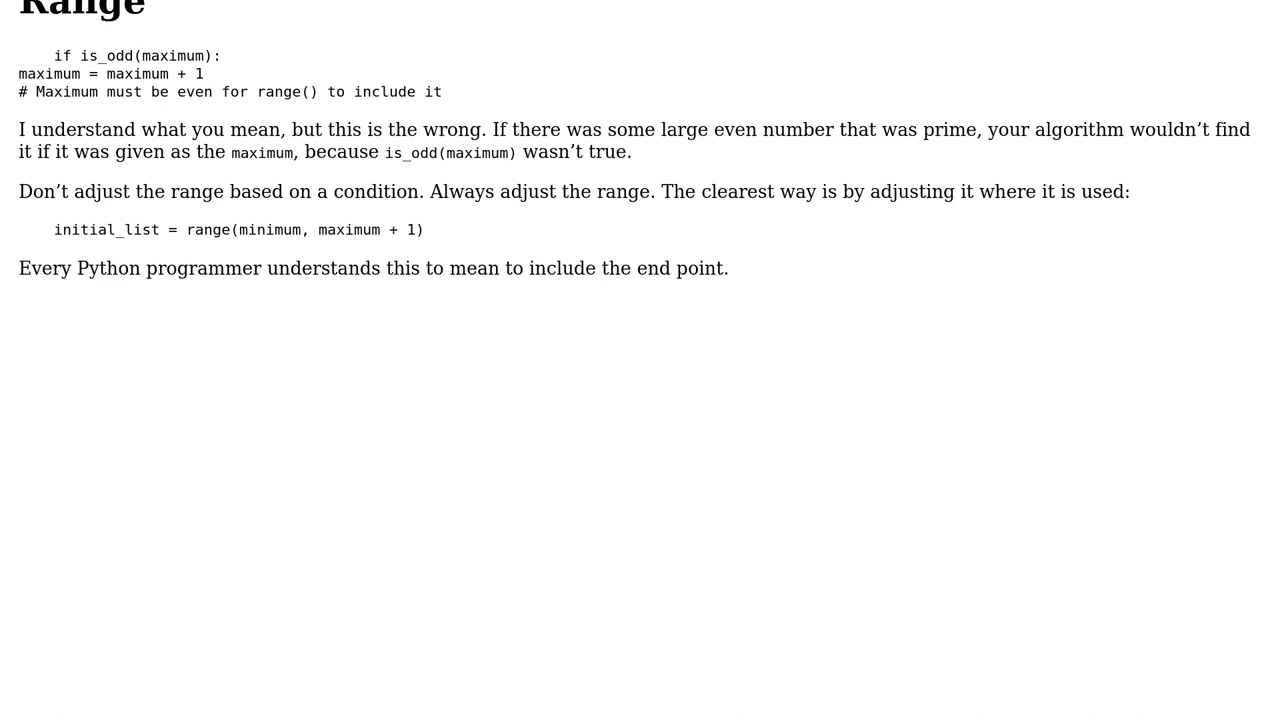 Range
    if is_odd(maximum):
maximum = maximum + 1
# Maximum must be even for range() to include it
I understand what you mean, but this is the wrong. If there was some large even number that was prime, your algorithm wouldn’t find
it if it was given as the maximum, because is_odd(maximum) wasn’t true.
Don’t adjust the range based on a condition. Always adjust the range. The clearest way is by adjusting it where it is used:
    initial_list = range(minimum, maximum + 1)
Every Python programmer understands this to mean to include the end point.